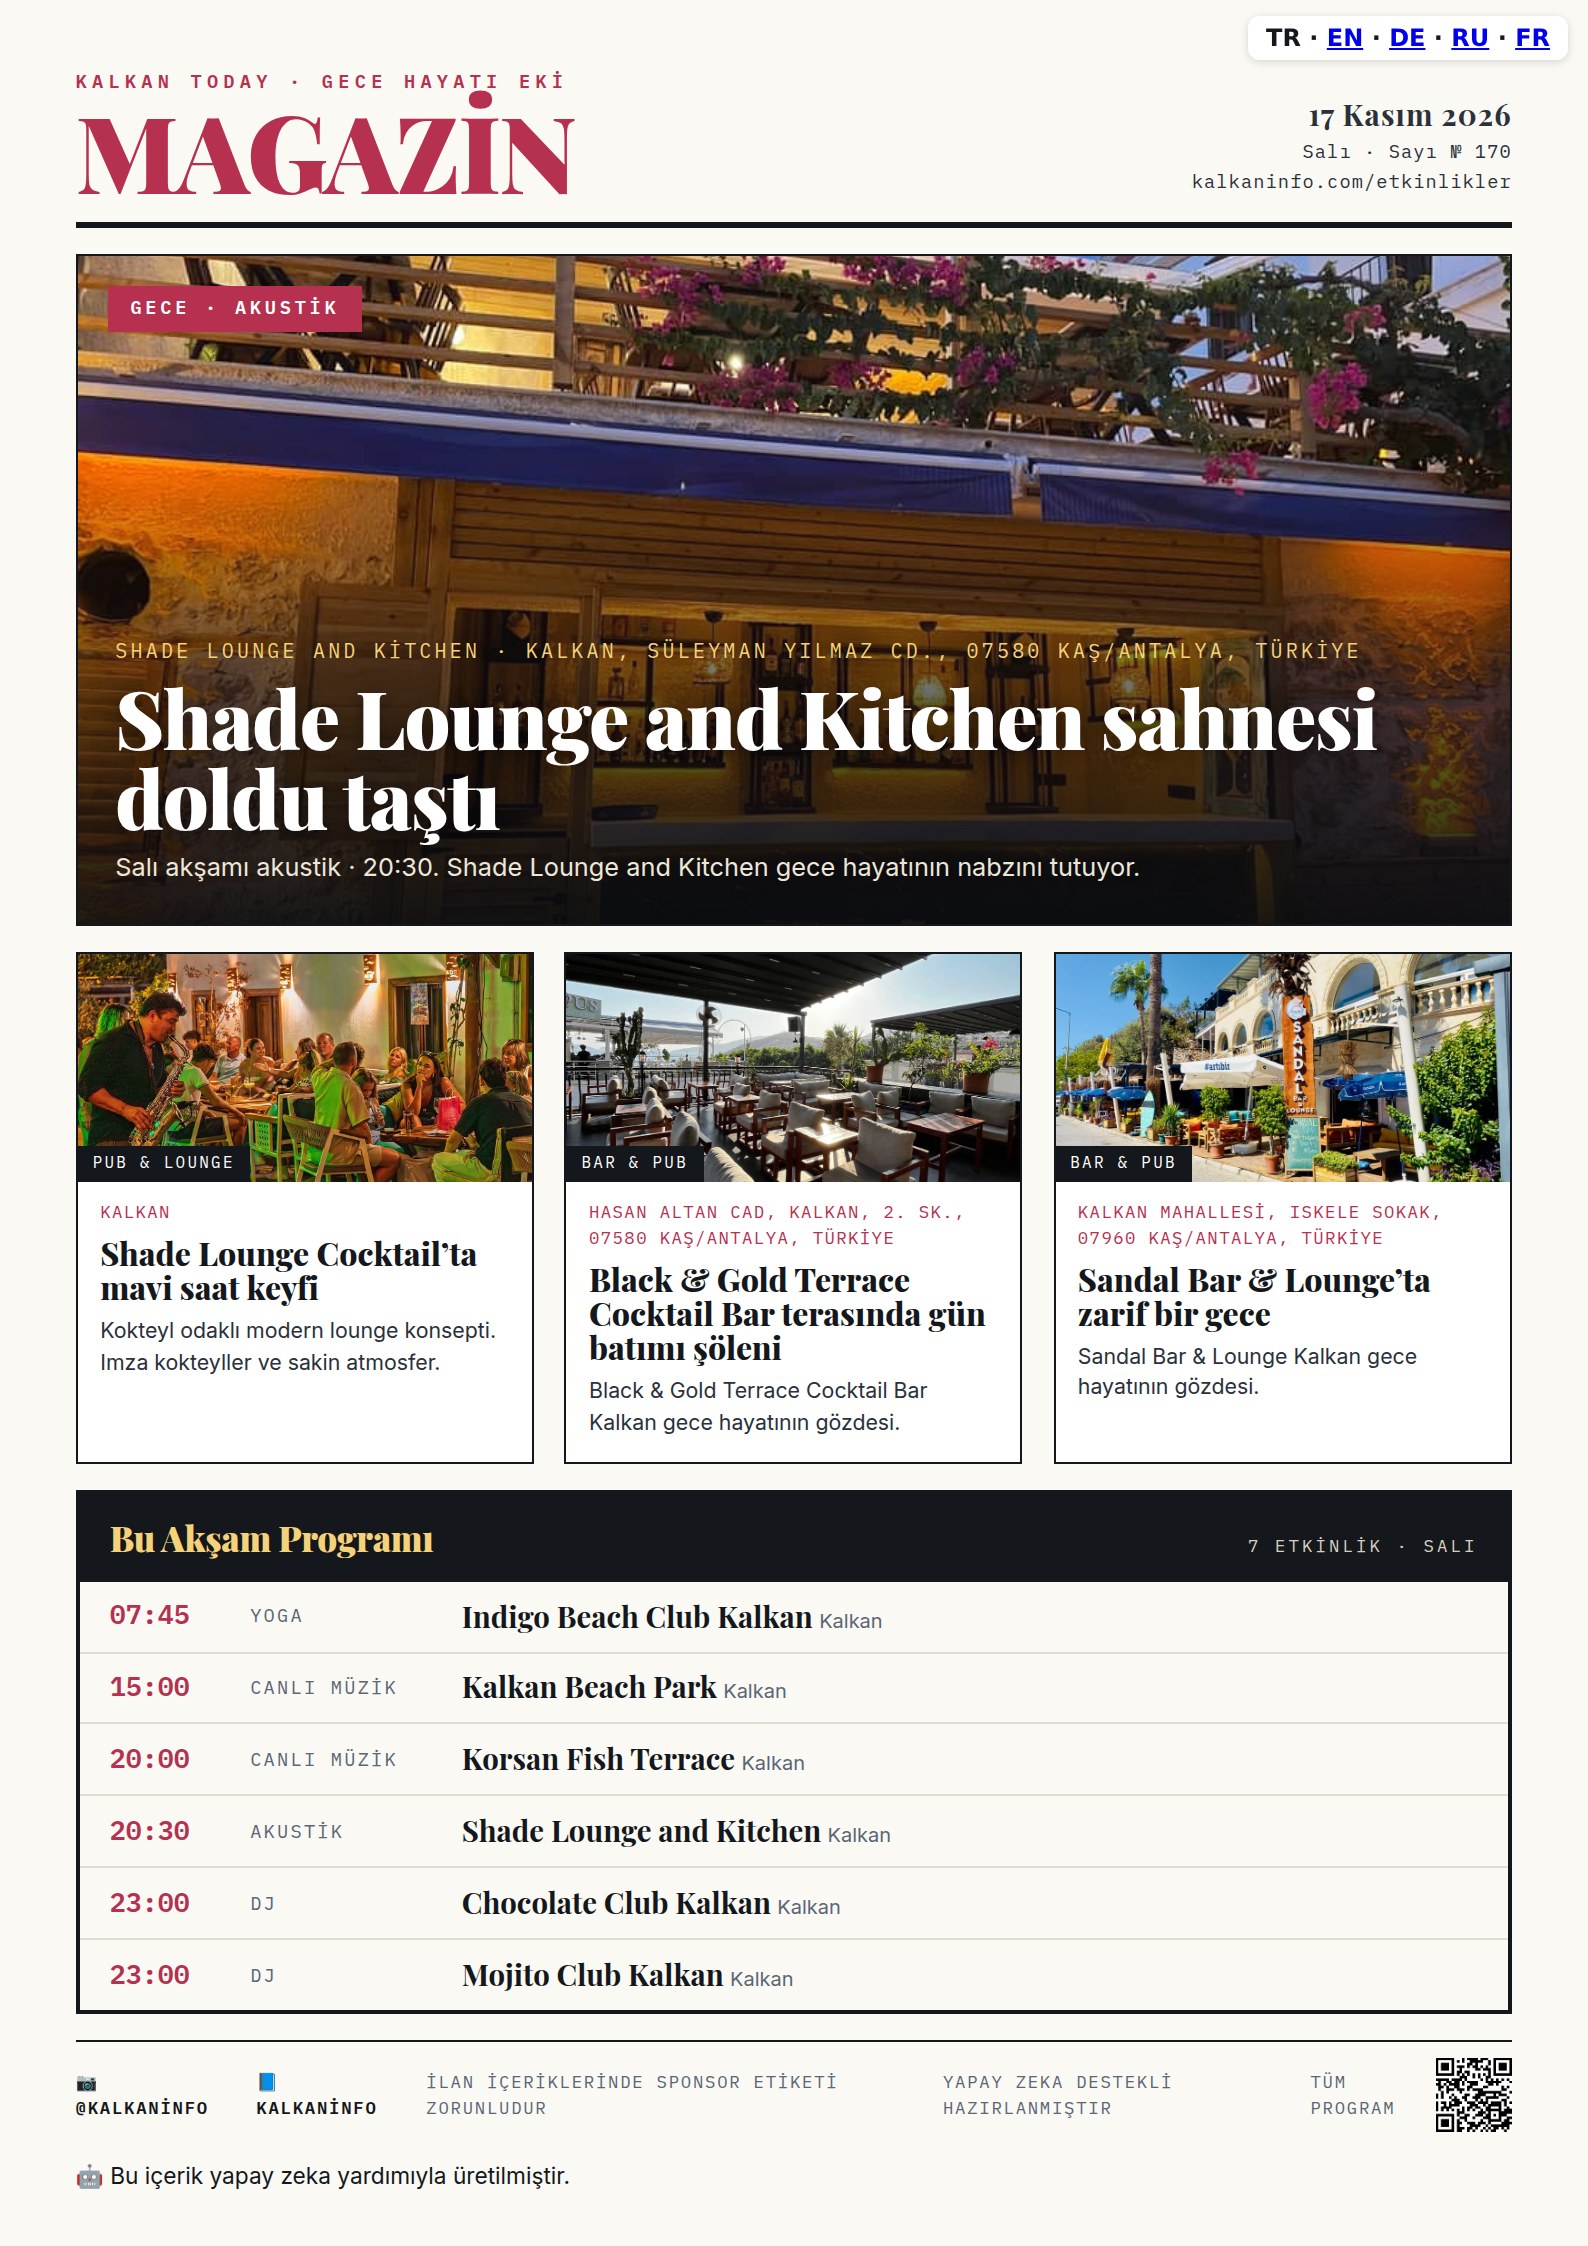 TR · EN · DE · RU · FR
KALKAN TODAY · GECE HAYATI EKİ
MAGAZİN
17 Kasım 2026
Salı · Sayı № 170
kalkaninfo.com/etkinlikler
GECE · AKUSTİK
SHADE LOUNGE AND KİTCHEN · KALKAN, SÜLEYMAN YILMAZ CD., 07580 KAŞ/ANTALYA, TÜRKİYE
Shade Lounge and Kitchen sahnesi
doldu taştı
Salı akşamı akustik · 20:30. Shade Lounge and Kitchen gece hayatının nabzını tutuyor.
PUB & LOUNGE
KALKAN
Shade Lounge Cocktail’ta
mavi saat keyfi
Kokteyl odaklı modern lounge konsepti.
Imza kokteyller ve sakin atmosfer.
BAR & PUB
HASAN ALTAN CAD, KALKAN, 2. SK.,
07580 KAŞ/ANTALYA, TÜRKİYE
Black & Gold Terrace
Cocktail Bar terasında gün
batımı şöleni
Black & Gold Terrace Cocktail Bar
Kalkan gece hayatının gözdesi.
#artıbir
SANDAL
BAR
LOUNGE
BAR & PUB
KALKAN MAHALLESİ, ISKELE SOKAK,
07960 KAŞ/ANTALYA, TÜRKİYE
Sandal Bar & Lounge’ta
zarif bir gece
Sandal Bar & Lounge Kalkan gece
hayatının gözdesi.
Bu Akşam Programı
7 ETKİNLİK · SALI
07:45 YOGA Indigo Beach Club Kalkan Kalkan
15:00 CANLI MÜZİK Kalkan Beach Park Kalkan
20:00 CANLI MÜZİK Korsan Fish Terrace Kalkan
20:30 AKUSTİK Shade Lounge and Kitchen Kalkan
23:00 DJ Chocolate Club Kalkan Kalkan
23:00 DJ Mojito Club Kalkan Kalkan
@KALKANİNFO
KALKANİNFO
İLAN İÇERİKLERİNDE SPONSOR ETİKETİ
ZORUNLUDUR
YAPAY ZEKA DESTEKLİ
HAZIRLANMIŞTIR
TÜM
PROGRAM
🤖 Bu içerik yapay zeka yardımıyla üretilmiştir.